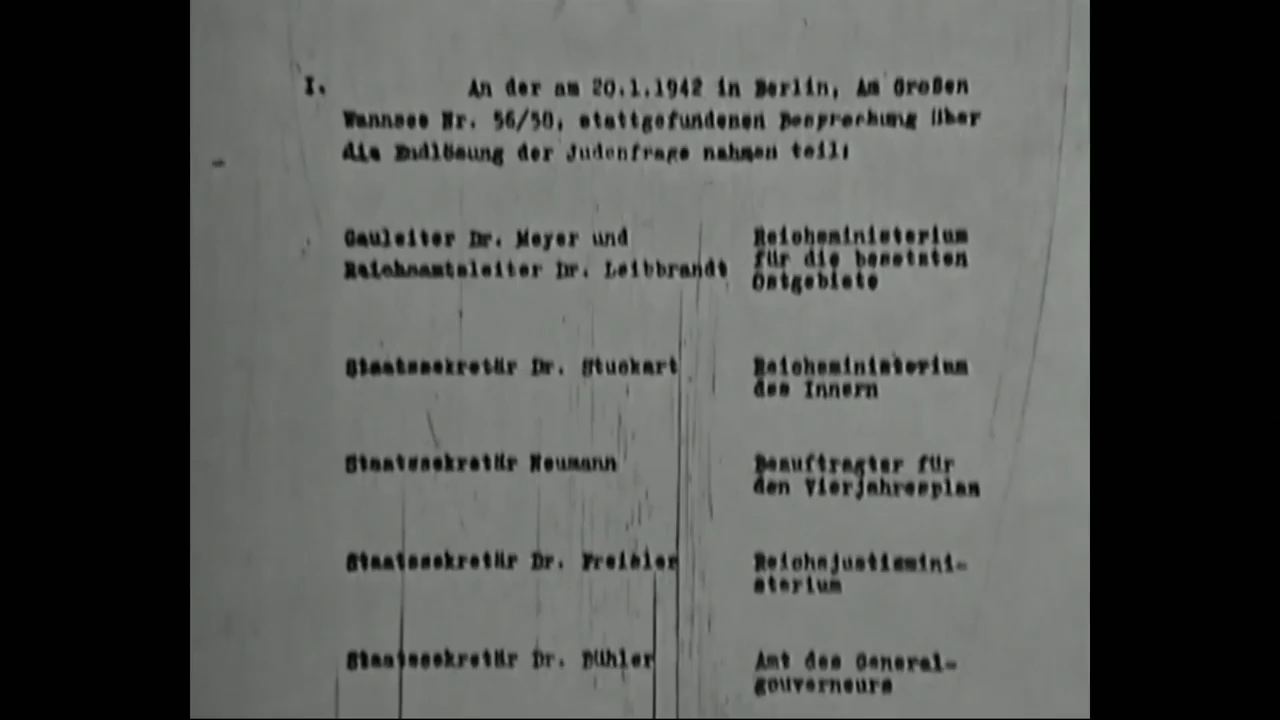 I. An der am 20.1.1942 in Berlin, Am Großen
Wannsee Nr. 56/58, stattgefundenen Besprechung über
die Endlösung der Judenfrage nahmen teil:
Gauleiter Dr. Meyer und
Reichsamtsleiter Dr. Leibbrandt
Reichsministerium
für die besetzten
Ostgebiete
Staatssekretär Dr. Stuckart
Reichsministerium
des Innern
Staatssekretär Neumann
Beauftragter für
den Vierjahresplan
Staatssekretär Dr. Freisler
Reichsjustizmini-
sterium
Staatssekretär Dr. Bühler
Amt des General-
gouverneurs